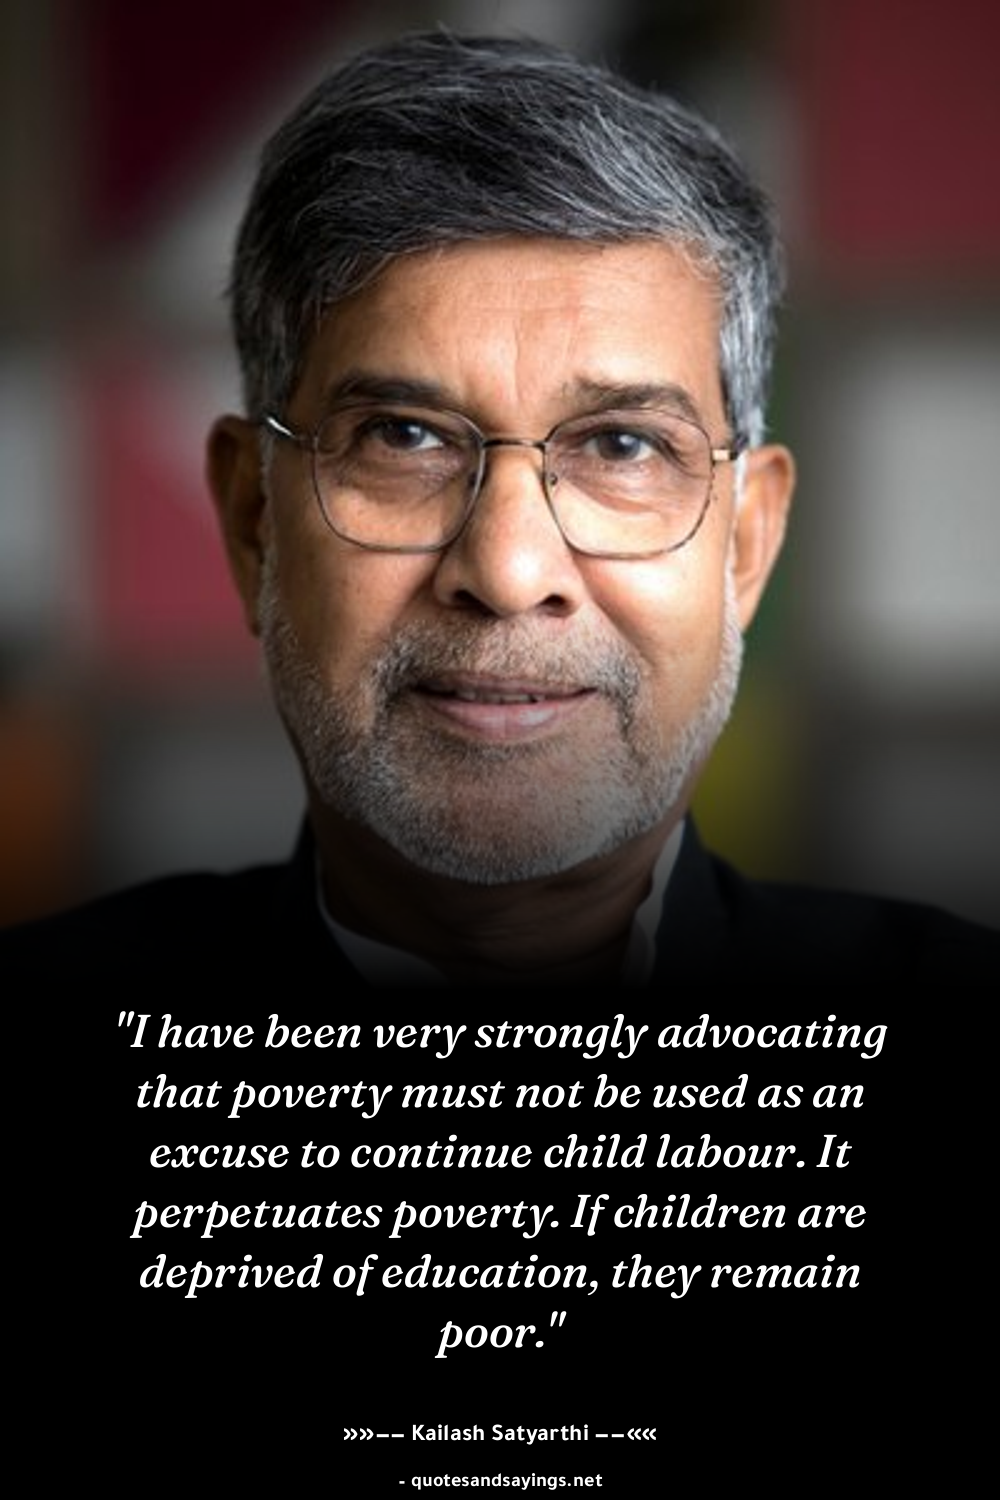 "I have been very strongly advocating
that poverty must not be used as an
excuse to continue child labour. It
perpetuates poverty. If children are
deprived of education, they remain
poor."
»»–– Kailash Satyarthi ––««
- quotesandsayings.net